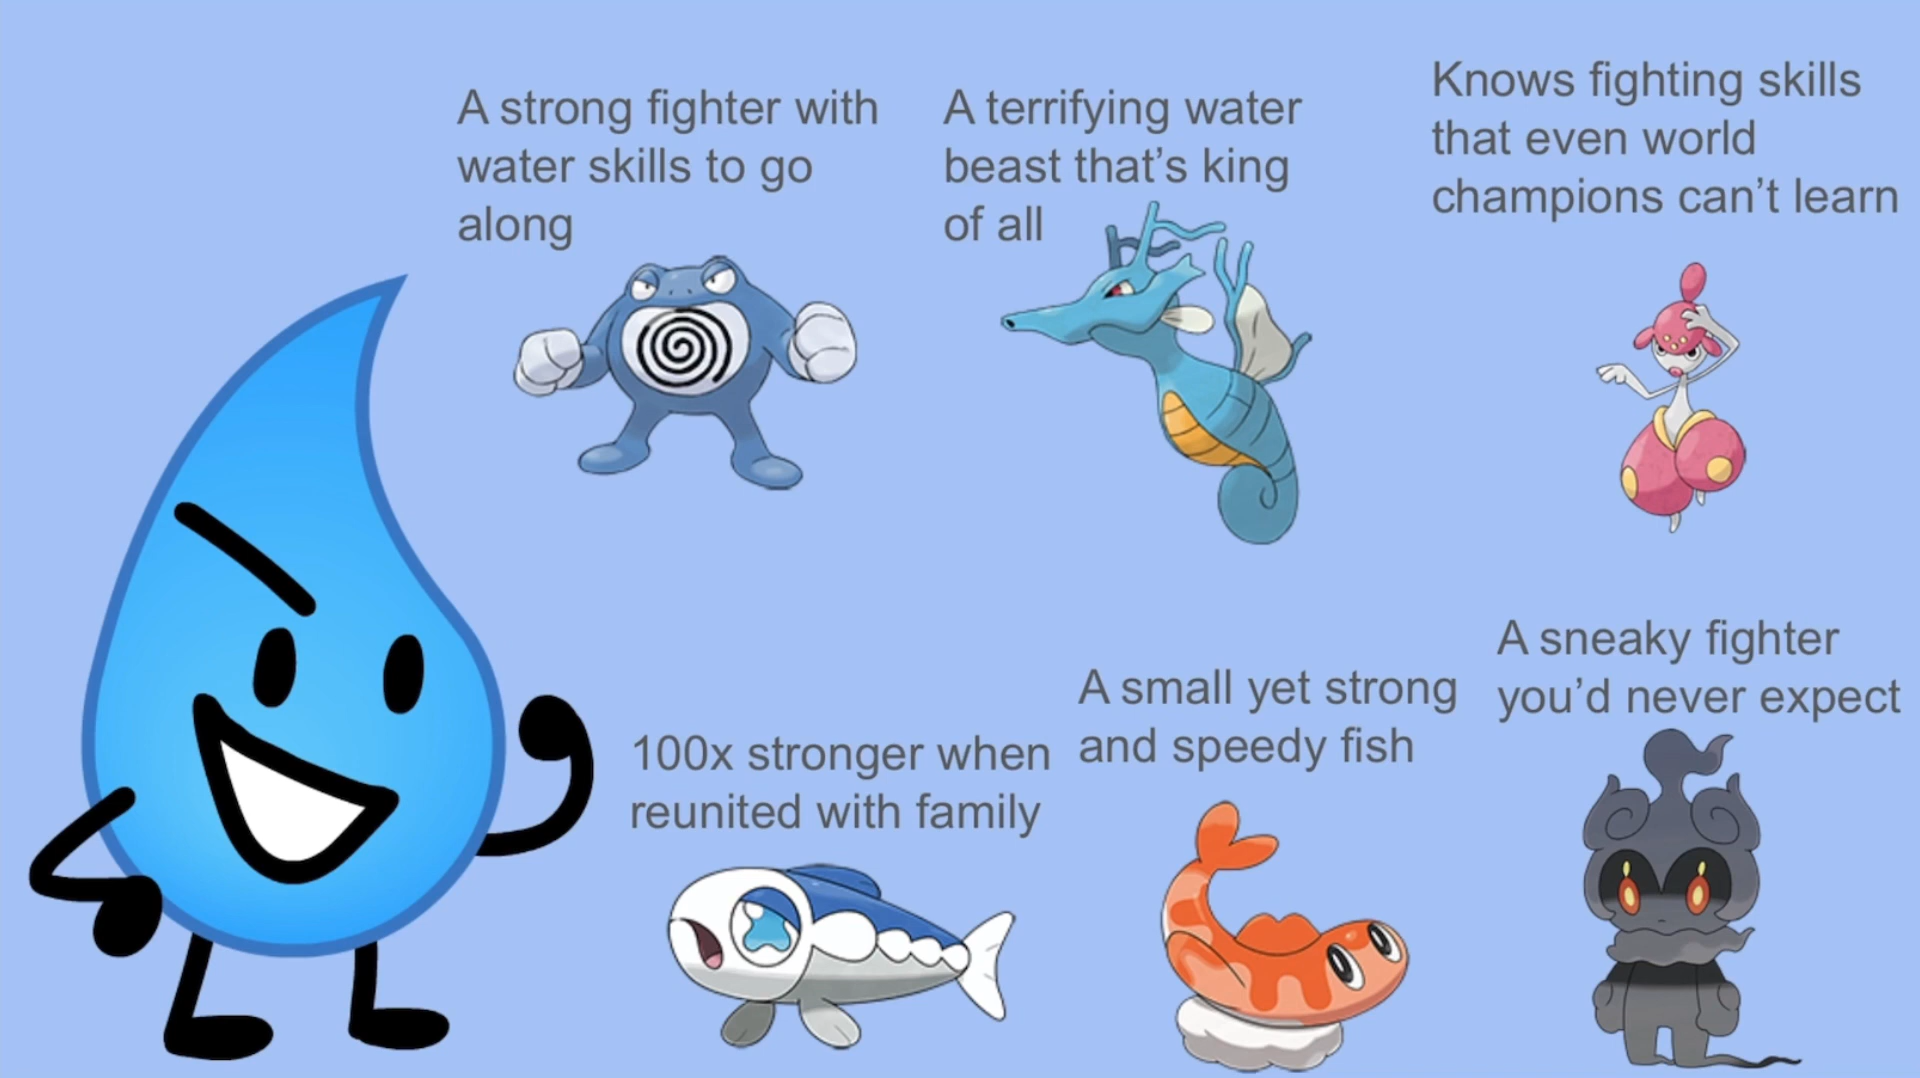 A strong fighter with
water skills to go
along
A terrifying water
beast that's king
of all
Knows fighting skills
that even world
champions can't learn
100x stronger when
reunited with family
A small yet strong
and speedy fish
A sneaky fighter
you'd never expect